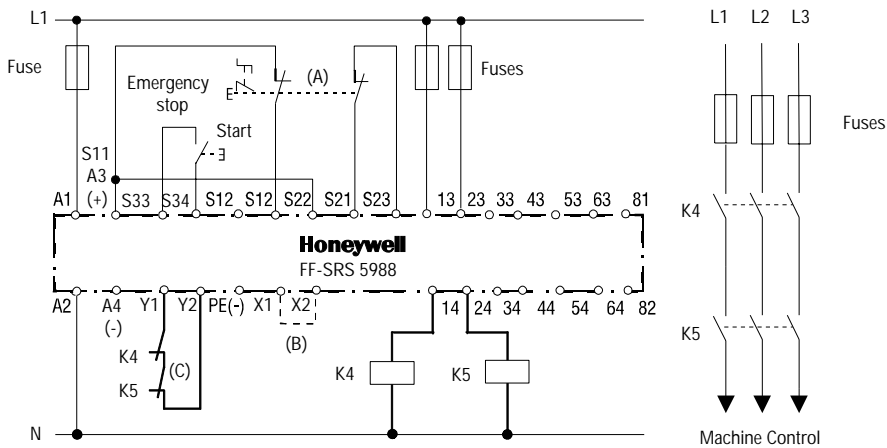 L1
L1 L2 L3
Fuse
Emergency
stop
E
(A)
Fuses
Fuses
Start
E
S11
A3
(+)
A1 S33 S34 S12 S12 S22 S21 S23 13 23 33 43 53 63 81
K4
Honeywell
FF-SRS 5988
A2 A4 Y1 Y2 PE(-) X1 X2 14 24 34 44 54 64 82
(-)
(B)
K5
K4 (C)
K4 K5
K5
N
Machine Control